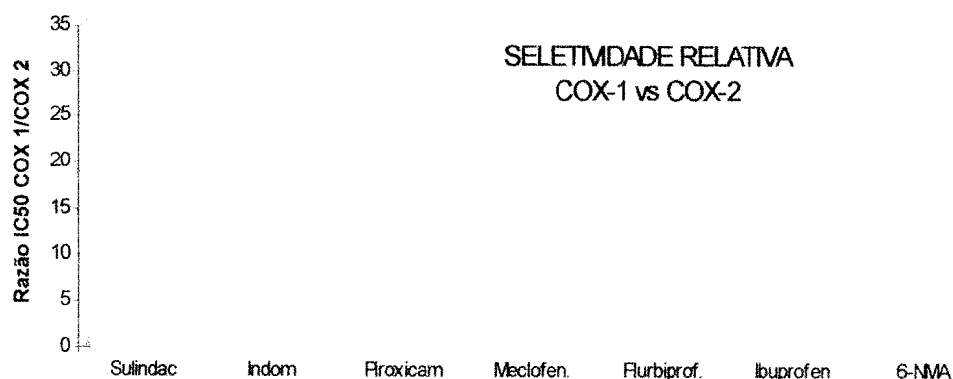 SELETIVIDADE RELATIVA
COX-1 vs COX-2
Razão IC50 COX 1/COX 2
35
30
25
20
15
10
5
0
Sulindac Indom Piroxicam Meclofen. Flurbiprof. Ibuprofen 6-NMA